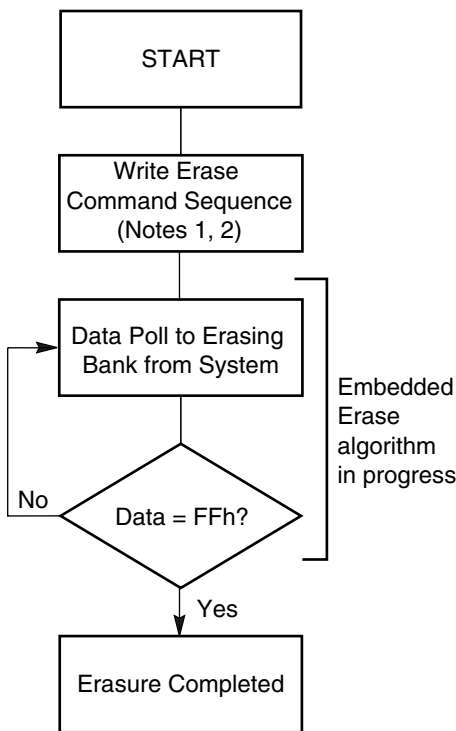 START
Write Erase
Command Sequence
(Notes 1, 2)
Data Poll to Erasing
Bank from System
Embedded
Erase
algorithm
in progress
No
Data = FFh?
Yes
Erasure Completed